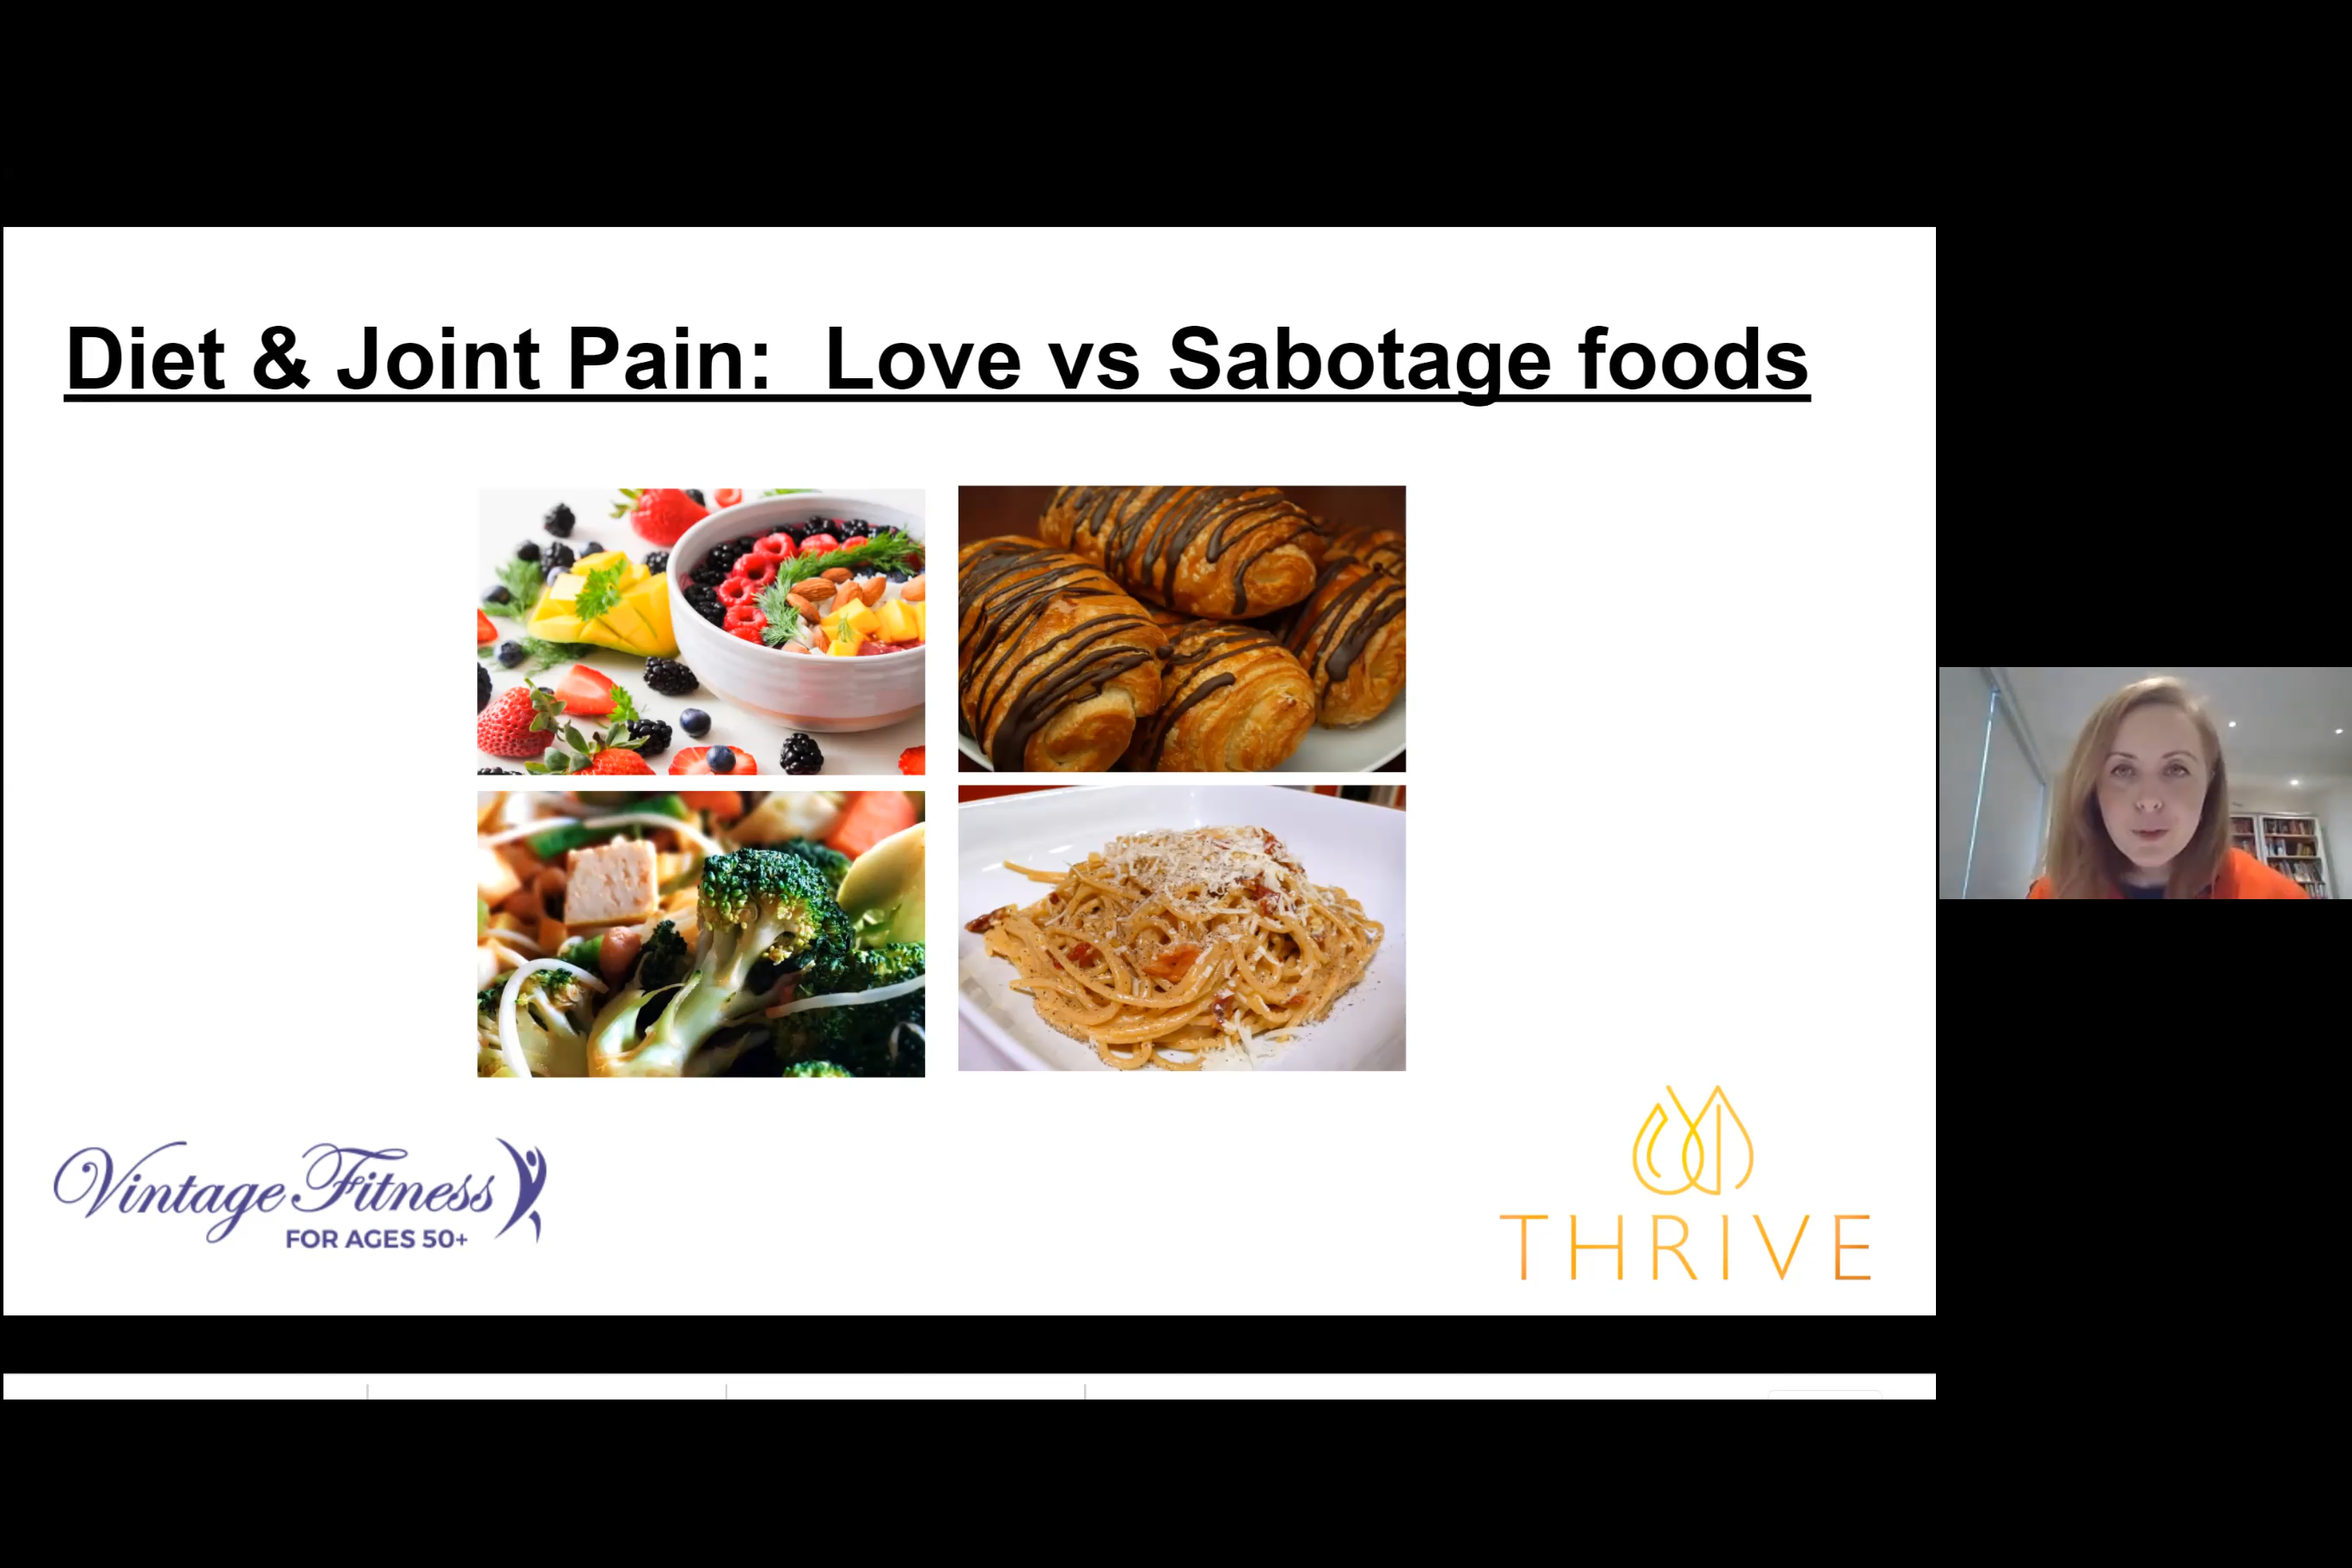 Diet & Joint Pain:  Love vs Sabotage foods
Vintage Fitness
FOR AGES 50+
THRIVE